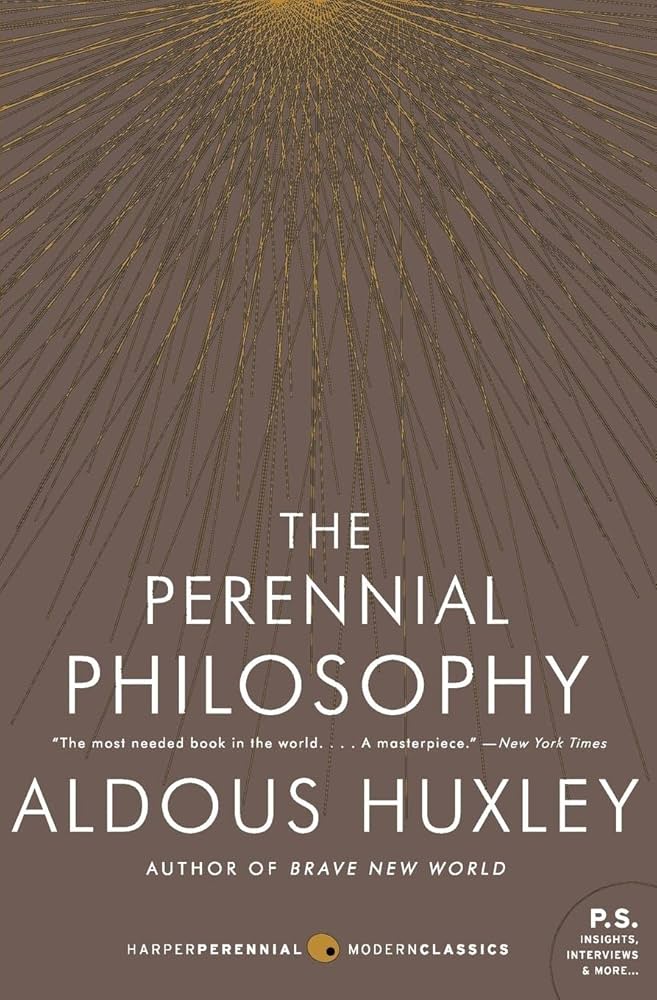 THE
PERENNIAL
PHILOSOPHY
“The most needed book in the world. . . . A masterpiece.” —New York Times
ALDOUS HUXLEY
AUTHOR OF BRAVE NEW WORLD
HARPERPERENNIAL MODERNCLASSICS
P.S.
INSIGHTS,
INTERVIEWS
& MORE...